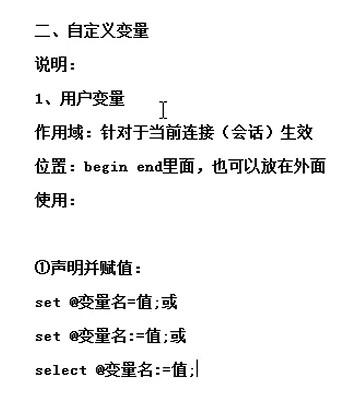 二、自定义变量
说明：
1、用户变量
作用域：针对于当前连接（会话）生效
位置：begin end里面，也可以放在外面
使用：
①声明并赋值：
set @变量名=值;或
set @变量名:=值;或
select @变量名:=值;